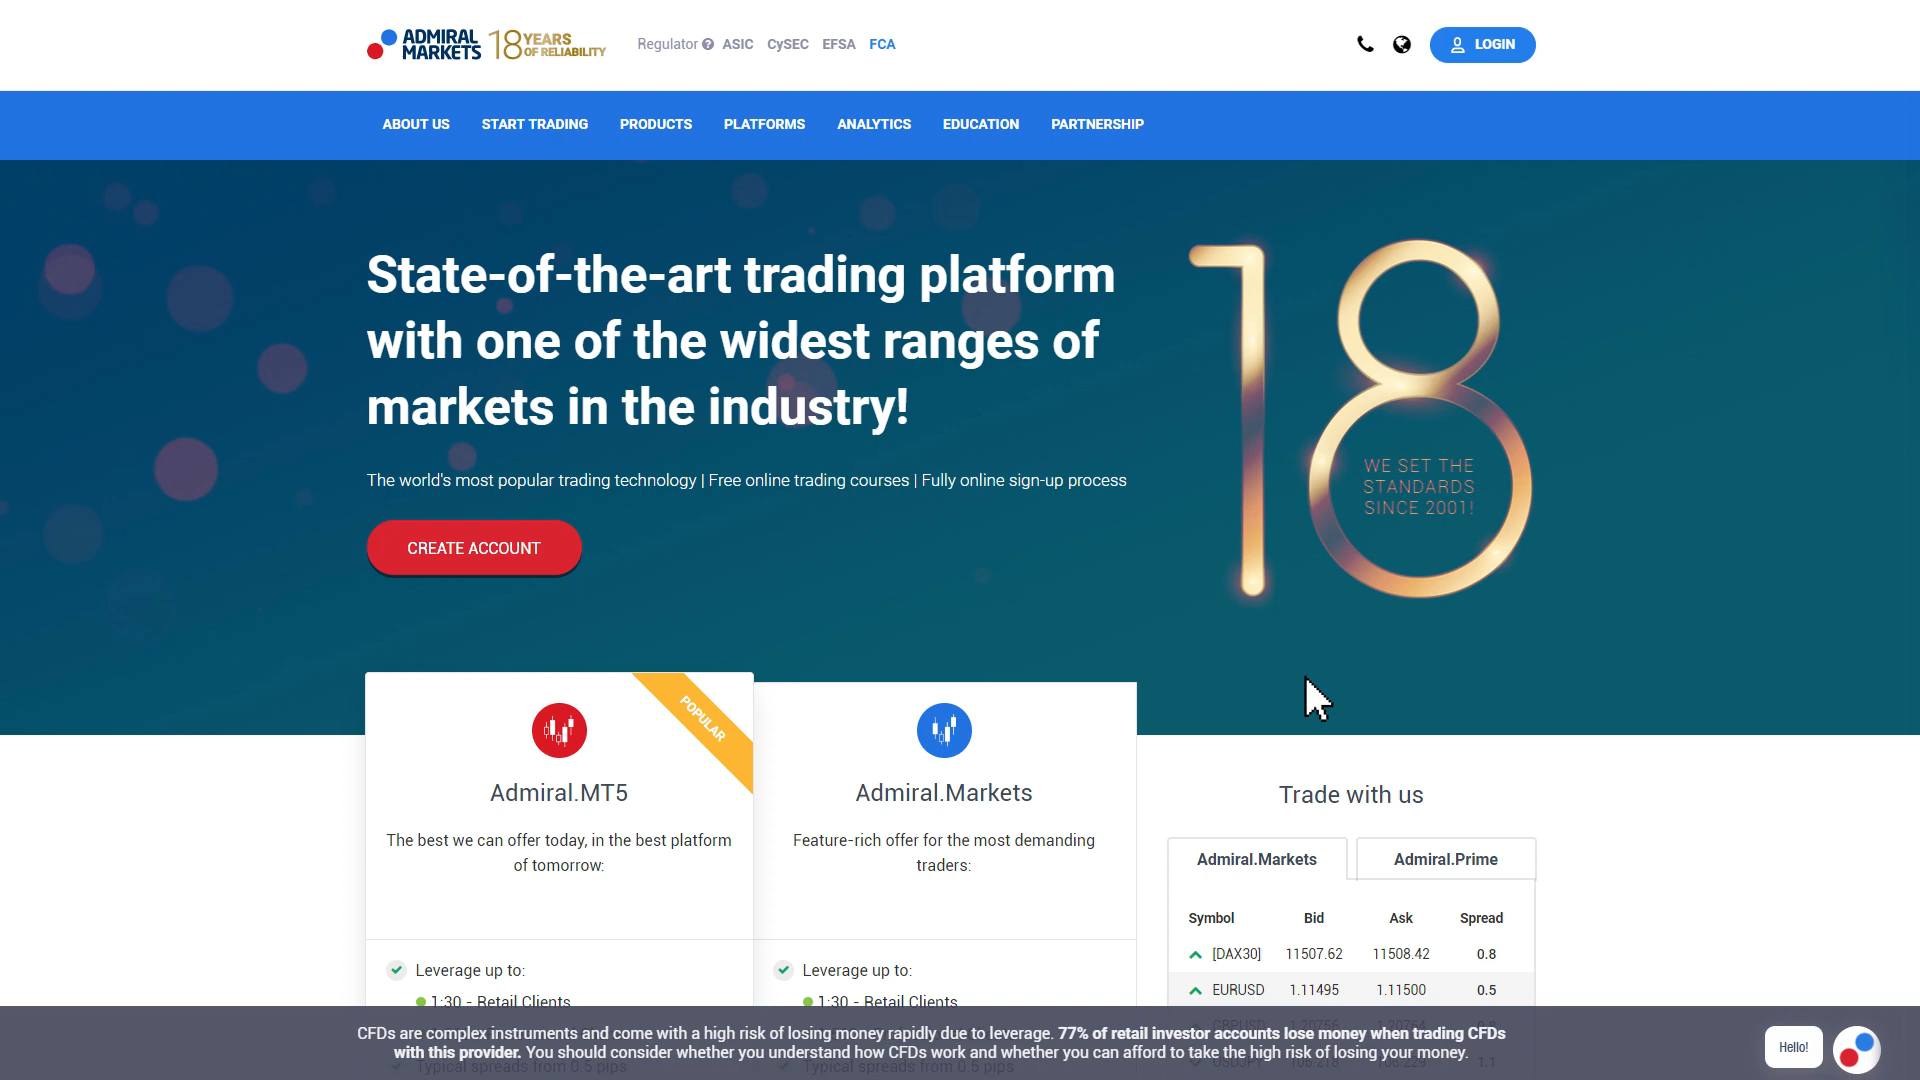 ADMIRAL MARKETS 18 YEARS OF RELIABILITY
Regulator ASIC CySEC EFSA FCA
LOGIN
ABOUT US START TRADING PRODUCTS PLATFORMS ANALYTICS EDUCATION PARTNERSHIP
State-of-the-art trading platform
with one of the widest ranges of
markets in the industry!
The world's most popular trading technology | Free online trading courses | Fully online sign-up process
CREATE ACCOUNT
18
WE SET THE
STANDARDS
SINCE 2001!
POPULAR
Admiral.MT5
The best we can offer today, in the best platform
of tomorrow:
Leverage up to:
1:30 - Retail Clients
Typical spreads from 0.5 pips
Admiral.Markets
Feature-rich offer for the most demanding
traders:
Leverage up to:
1:30 - Retail Clients
Typical spreads from 0.5 pips
Trade with us
Admiral.Markets Admiral.Prime
Symbol Bid Ask Spread
[DAX30] 11507.62 11508.42 0.8
EURUSD 1.11495 1.11500 0.5
CFDs are complex instruments and come with a high risk of losing money rapidly due to leverage. 77% of retail investor accounts lose money when trading CFDs
with this provider. You should consider whether you understand how CFDs work and whether you can afford to take the high risk of losing your money.
Hello!